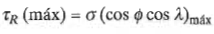 τ_R (máx) = σ (cos ϕ cos λ)_máx